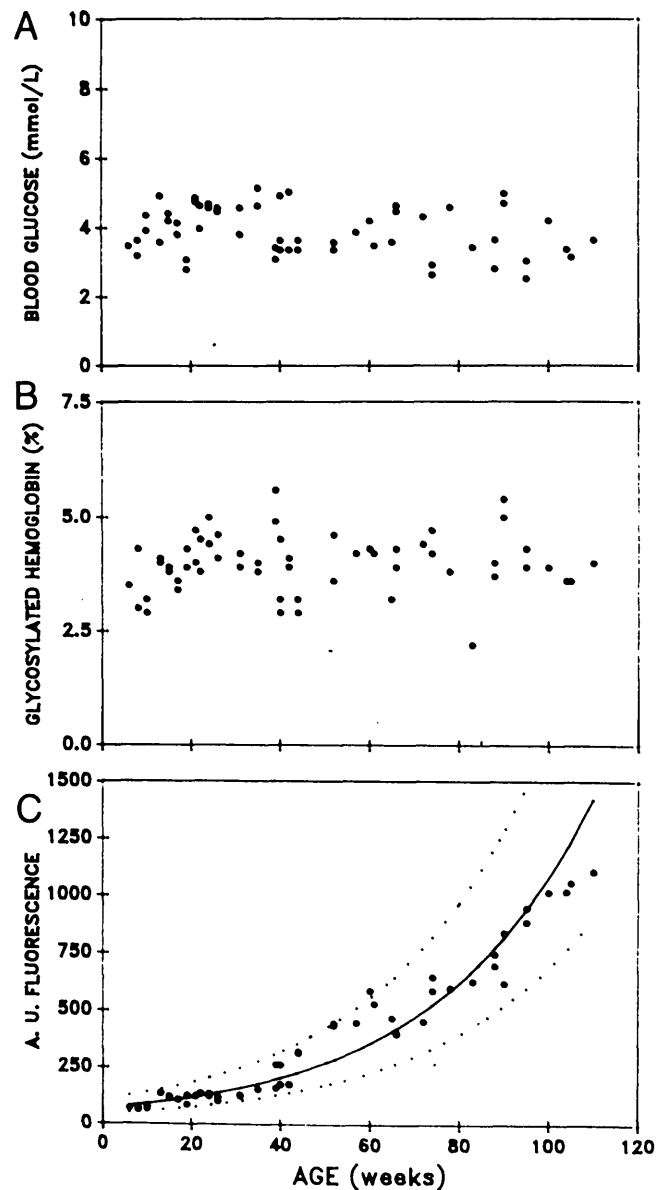 A
BLOOD GLUCOSE (mmol/L)
10
8
6
4
2
0
B
GLYCOSYLATED HEMOGLOBIN (%)
7.5
5.0
2.5
0.0
C
A. U. FLUORESCENCE
1500
1250
1000
750
500
250
0
0 20 40 60 80 100 120
AGE (weeks)